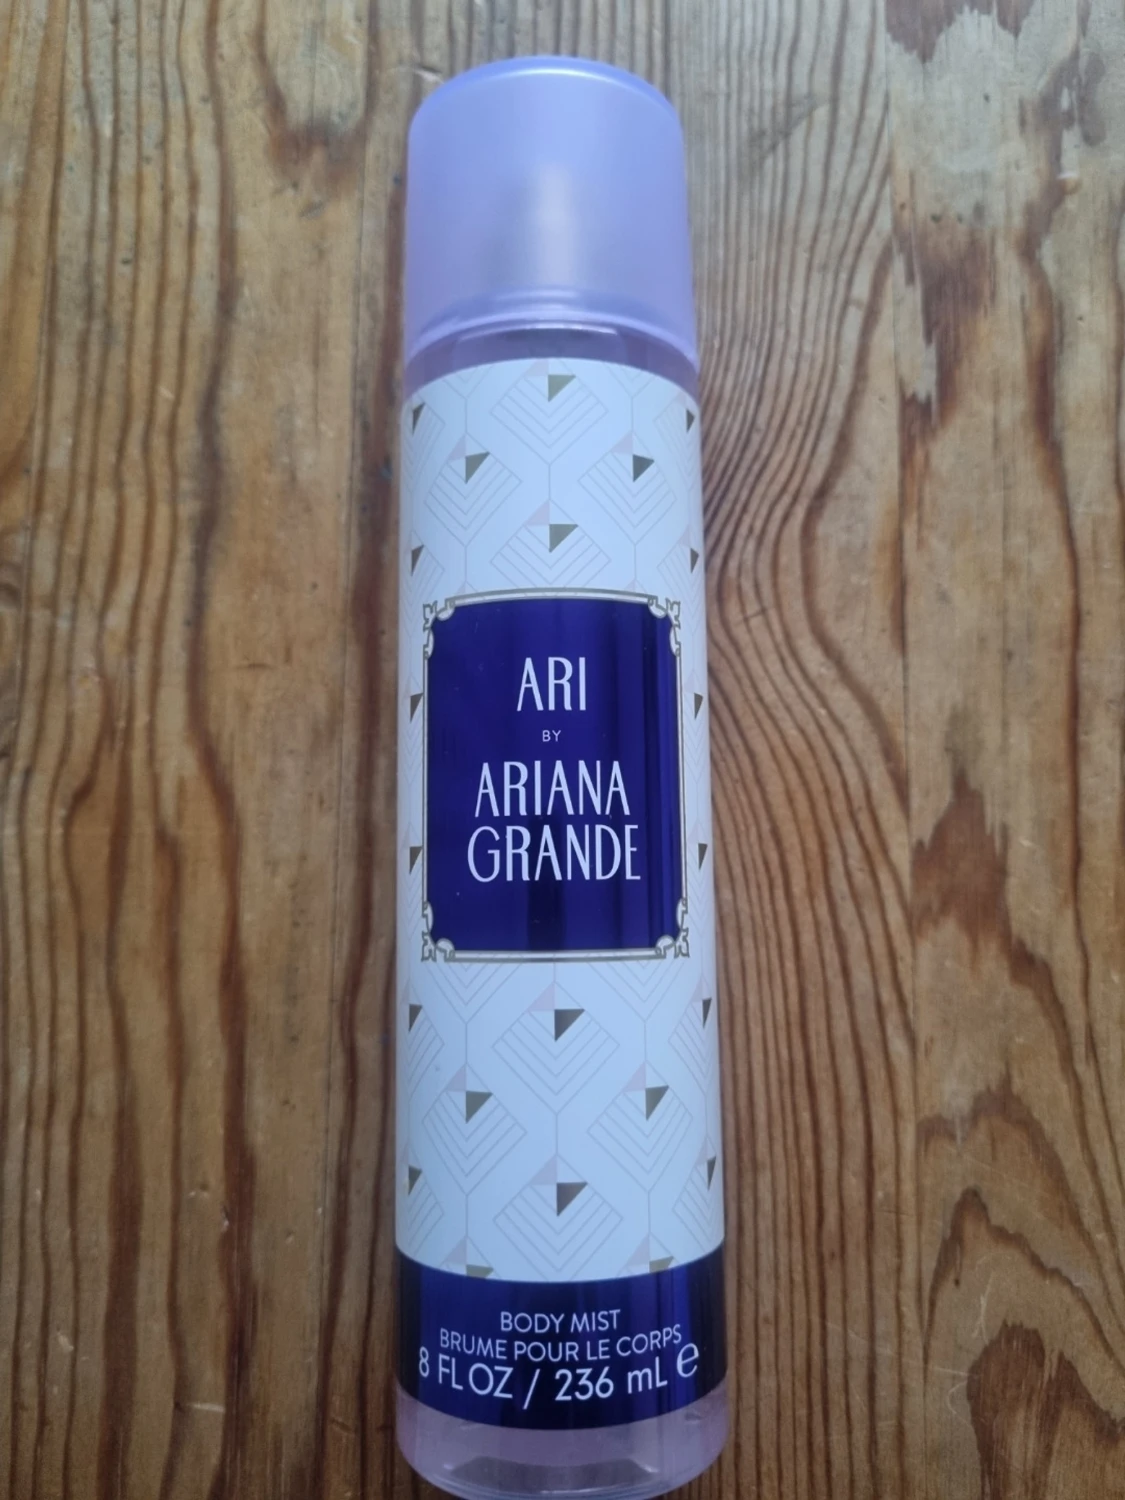 ARI
BY
ARIANA
GRANDE
BODY MIST
BRUME POUR LE CORPS
8 FL OZ / 236 mL e